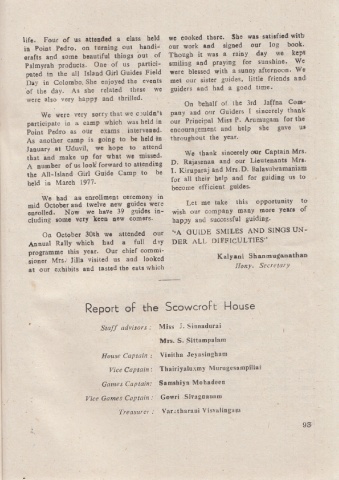 life. Four of us attended a class held
in Point Pedro, on turning out handi-
crafts and some beautiful things out of
Palmyrah products. One of us partici-
pated in the all Island Girl Guides Field
Day in Colombo. She enjoyed the events
of the day. As she related these we
were also very happy and thrilled.
We were very sorry that we couldn't
participate in a camp which was held in
Point Pedro as our exams intervened.
As another camp is going to be held in
January at Uduvil, we hope to attend
that and make up for what we missed.
A number of us look forward to attending
the All-Island Girl Guide Camp to be
held in March 1977.
We had an enrollment ceremony in
mid October and twelve new guides were
enrolled. Now we have 39 guides in-
cluding some very keen new comers.
On October 30th we attended our
Annual Rally which had a full day
programme this year. Our chief commi-
sioner Mrs. Jilla visited us and looked
at our exhibits and tasted the eats which
we cooked there. She was satisfied with
our work and signed our log book.
Though it was a rainy day we kept
smiling and praying for sunshine. We
were blessed with a sunny afternoon. We
met our sister guides, little friends and
guiders and had a good time.
On behalf of the 3rd Jaffna Com-
pany and our Guiders I sincerely thank
our Principal Miss P. Arumugam for the
encouragement and help she gave us
throughout the year.
We thank sincerely our Captain Mrs.
D. Rajasenan and our Lieutenants Mrs.
I. Kiruparaj and Mrs. D. Balasolvamaniam
for all their help and for guiding us to
become efficient guides.
Let me take this opportunity to
wish our company many more years of
happy and successful guiding.
"A GUIDE SMILES AND SINGS UN-
DER ALL DIFFICULTIES"
Kalyani Shanmuganathan
Hony. Secretary
Report of the Scowcroft House
Staff advisors: Miss J. Sinnadurai
Mrs. S. Sittampalam
House Captain: Vinitha Jeyasingham
Vice Captain: Thairiyaluxmy Murugesampillai
Games Captain: Samshiya Mahadeen
Vice Games Captain: Gowri Siragnanam
Treasurer: Varatharani Visvalingam
95